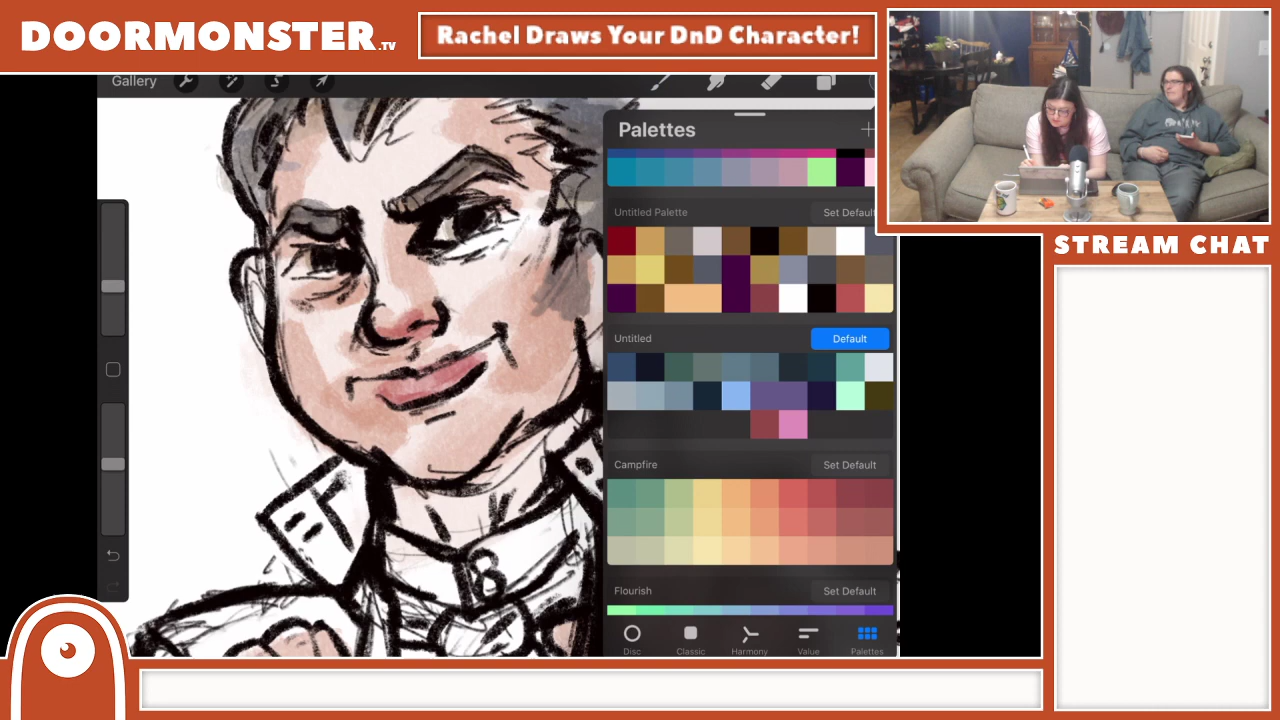 DOORMONSTER.TV
Rachel Draws Your DnD Character!
Gallery
Palettes
Untitled Palette
Set Default
Untitled
Default
STREAM CHAT
Campfire
Set Default
B
Flourish
Set Default
Disc
Classic
Harmony
Value
Palettes